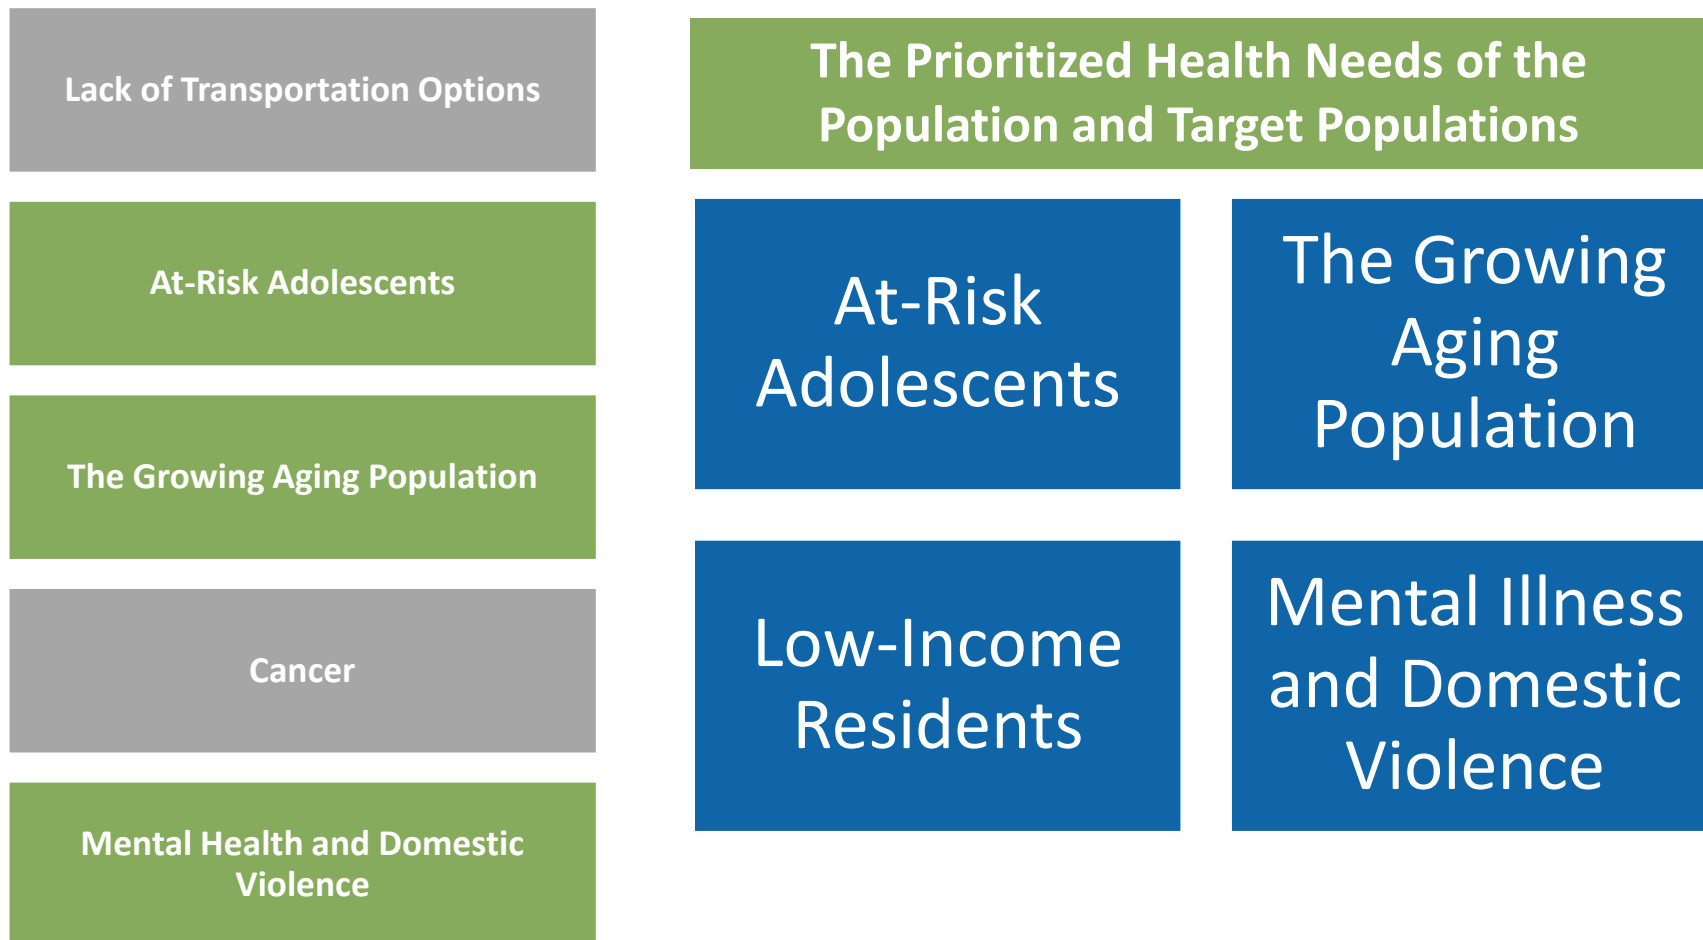 Lack of Transportation Options
At-Risk Adolescents
The Growing Aging Population
Cancer
Mental Health and Domestic
Violence
The Prioritized Health Needs of the
Population and Target Populations
At-Risk
Adolescents
The Growing
Aging
Population
Low-Income
Residents
Mental Illness
and Domestic
Violence